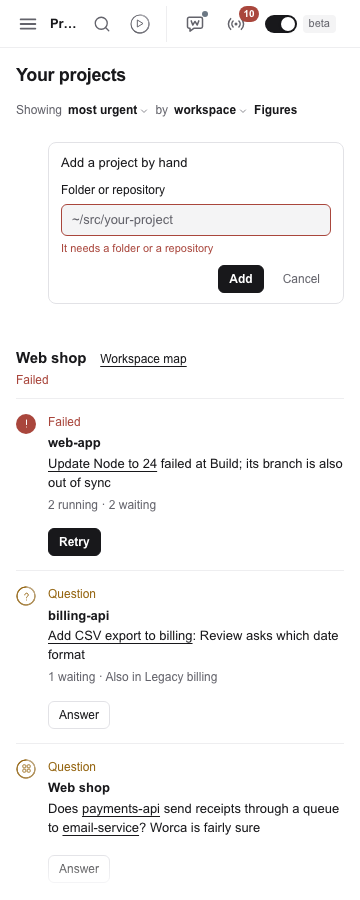 Pr...
10
beta
Your projects
Showing most urgent by workspace Figures
Add a project by hand
Folder or repository
~/src/your-project
It needs a folder or a repository
Add Cancel
Web shop Workspace map
Failed
Failed
web-app
Update Node to 24 failed at Build; its branch is also
out of sync
2 running · 2 waiting
Retry
Question
billing-api
Add CSV export to billing: Review asks which date
format
1 waiting · Also in Legacy billing
Answer
Question
Web shop
Does payments-api send receipts through a queue
to email-service? Worca is fairly sure
Answer